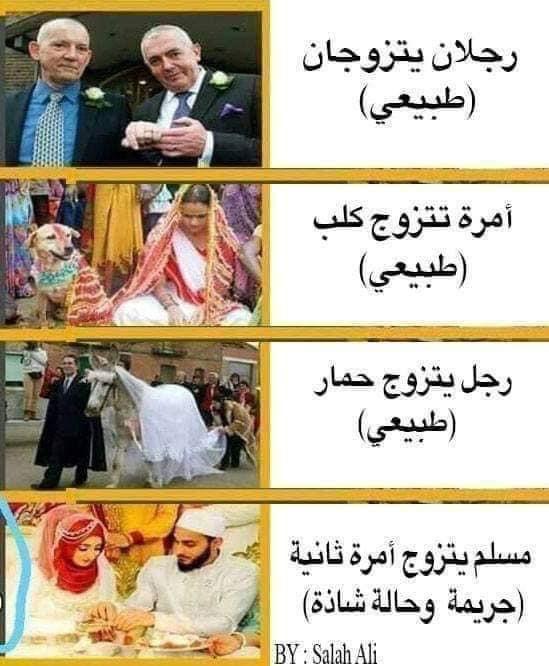 رجلان يتزوجان
(طبيعي)
أمرة تتزوج كلب
(طبيعي)
رجل يتزوج حمار
(طبيعي)
مسلم يتزوج أمرة ثانية
(جريمة وحالة شاذة)
BY : Salah Ali